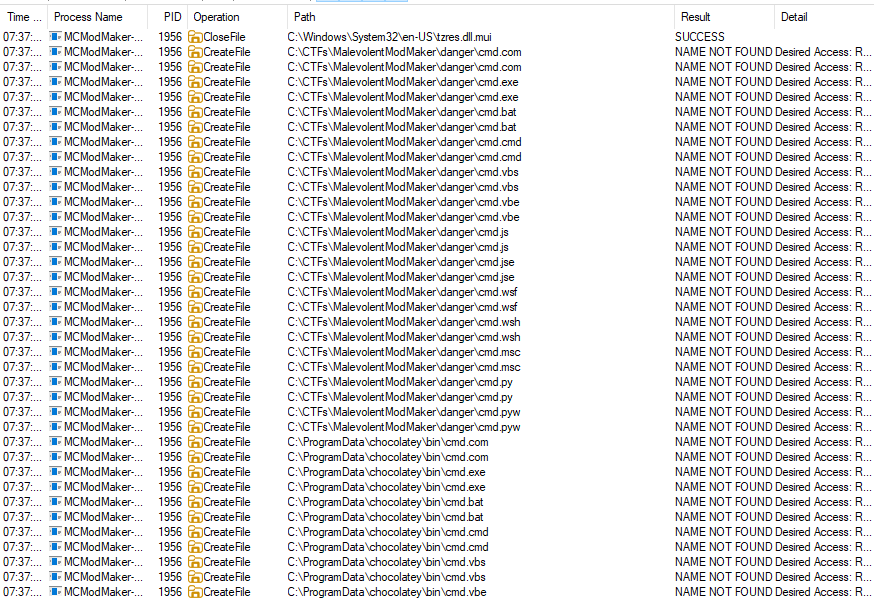 Time ... Process Name PID Operation Path Result Detail
07:37:... MCModMaker-... 1956 CloseFile C:\Windows\System32\en-US\tzres.dll.mui SUCCESS
07:37:... MCModMaker-... 1956 CreateFile C:\CTFs\MalevolentModMaker\danger\cmd.com NAME NOT FOUND Desired Access: R...
07:37:... MCModMaker-... 1956 CreateFile C:\CTFs\MalevolentModMaker\danger\cmd.com NAME NOT FOUND Desired Access: R...
07:37:... MCModMaker-... 1956 CreateFile C:\CTFs\MalevolentModMaker\danger\cmd.exe NAME NOT FOUND Desired Access: R...
07:37:... MCModMaker-... 1956 CreateFile C:\CTFs\MalevolentModMaker\danger\cmd.exe NAME NOT FOUND Desired Access: R...
07:37:... MCModMaker-... 1956 CreateFile C:\CTFs\MalevolentModMaker\danger\cmd.bat NAME NOT FOUND Desired Access: R...
07:37:... MCModMaker-... 1956 CreateFile C:\CTFs\MalevolentModMaker\danger\cmd.bat NAME NOT FOUND Desired Access: R...
07:37:... MCModMaker-... 1956 CreateFile C:\CTFs\MalevolentModMaker\danger\cmd.cmd NAME NOT FOUND Desired Access: R...
07:37:... MCModMaker-... 1956 CreateFile C:\CTFs\MalevolentModMaker\danger\cmd.cmd NAME NOT FOUND Desired Access: R...
07:37:... MCModMaker-... 1956 CreateFile C:\CTFs\MalevolentModMaker\danger\cmd.vbs NAME NOT FOUND Desired Access: R...
07:37:... MCModMaker-... 1956 CreateFile C:\CTFs\MalevolentModMaker\danger\cmd.vbs NAME NOT FOUND Desired Access: R...
07:37:... MCModMaker-... 1956 CreateFile C:\CTFs\MalevolentModMaker\danger\cmd.vbe NAME NOT FOUND Desired Access: R...
07:37:... MCModMaker-... 1956 CreateFile C:\CTFs\MalevolentModMaker\danger\cmd.vbe NAME NOT FOUND Desired Access: R...
07:37:... MCModMaker-... 1956 CreateFile C:\CTFs\MalevolentModMaker\danger\cmd.js NAME NOT FOUND Desired Access: R...
07:37:... MCModMaker-... 1956 CreateFile C:\CTFs\MalevolentModMaker\danger\cmd.js NAME NOT FOUND Desired Access: R...
07:37:... MCModMaker-... 1956 CreateFile C:\CTFs\MalevolentModMaker\danger\cmd.jse NAME NOT FOUND Desired Access: R...
07:37:... MCModMaker-... 1956 CreateFile C:\CTFs\MalevolentModMaker\danger\cmd.jse NAME NOT FOUND Desired Access: R...
07:37:... MCModMaker-... 1956 CreateFile C:\CTFs\MalevolentModMaker\danger\cmd.wsf NAME NOT FOUND Desired Access: R...
07:37:... MCModMaker-... 1956 CreateFile C:\CTFs\MalevolentModMaker\danger\cmd.wsf NAME NOT FOUND Desired Access: R...
07:37:... MCModMaker-... 1956 CreateFile C:\CTFs\MalevolentModMaker\danger\cmd.wsh NAME NOT FOUND Desired Access: R...
07:37:... MCModMaker-... 1956 CreateFile C:\CTFs\MalevolentModMaker\danger\cmd.wsh NAME NOT FOUND Desired Access: R...
07:37:... MCModMaker-... 1956 CreateFile C:\CTFs\MalevolentModMaker\danger\cmd.msc NAME NOT FOUND Desired Access: R...
07:37:... MCModMaker-... 1956 CreateFile C:\CTFs\MalevolentModMaker\danger\cmd.msc NAME NOT FOUND Desired Access: R...
07:37:... MCModMaker-... 1956 CreateFile C:\CTFs\MalevolentModMaker\danger\cmd.py NAME NOT FOUND Desired Access: R...
07:37:... MCModMaker-... 1956 CreateFile C:\CTFs\MalevolentModMaker\danger\cmd.py NAME NOT FOUND Desired Access: R...
07:37:... MCModMaker-... 1956 CreateFile C:\CTFs\MalevolentModMaker\danger\cmd.pyw NAME NOT FOUND Desired Access: R...
07:37:... MCModMaker-... 1956 CreateFile C:\CTFs\MalevolentModMaker\danger\cmd.pyw NAME NOT FOUND Desired Access: R...
07:37:... MCModMaker-... 1956 CreateFile C:\ProgramData\chocolatey\bin\cmd.com NAME NOT FOUND Desired Access: R...
07:37:... MCModMaker-... 1956 CreateFile C:\ProgramData\chocolatey\bin\cmd.com NAME NOT FOUND Desired Access: R...
07:37:... MCModMaker-... 1956 CreateFile C:\ProgramData\chocolatey\bin\cmd.exe NAME NOT FOUND Desired Access: R...
07:37:... MCModMaker-... 1956 CreateFile C:\ProgramData\chocolatey\bin\cmd.exe NAME NOT FOUND Desired Access: R...
07:37:... MCModMaker-... 1956 CreateFile C:\ProgramData\chocolatey\bin\cmd.bat NAME NOT FOUND Desired Access: R...
07:37:... MCModMaker-... 1956 CreateFile C:\ProgramData\chocolatey\bin\cmd.bat NAME NOT FOUND Desired Access: R...
07:37:... MCModMaker-... 1956 CreateFile C:\ProgramData\chocolatey\bin\cmd.cmd NAME NOT FOUND Desired Access: R...
07:37:... MCModMaker-... 1956 CreateFile C:\ProgramData\chocolatey\bin\cmd.cmd NAME NOT FOUND Desired Access: R...
07:37:... MCModMaker-... 1956 CreateFile C:\ProgramData\chocolatey\bin\cmd.vbs NAME NOT FOUND Desired Access: R...
07:37:... MCModMaker-... 1956 CreateFile C:\ProgramData\chocolatey\bin\cmd.vbs NAME NOT FOUND Desired Access: R...
07:37:... MCModMaker-... 1956 CreateFile C:\ProgramData\chocolatey\bin\cmd.vbe NAME NOT FOUND Desired Access: R...